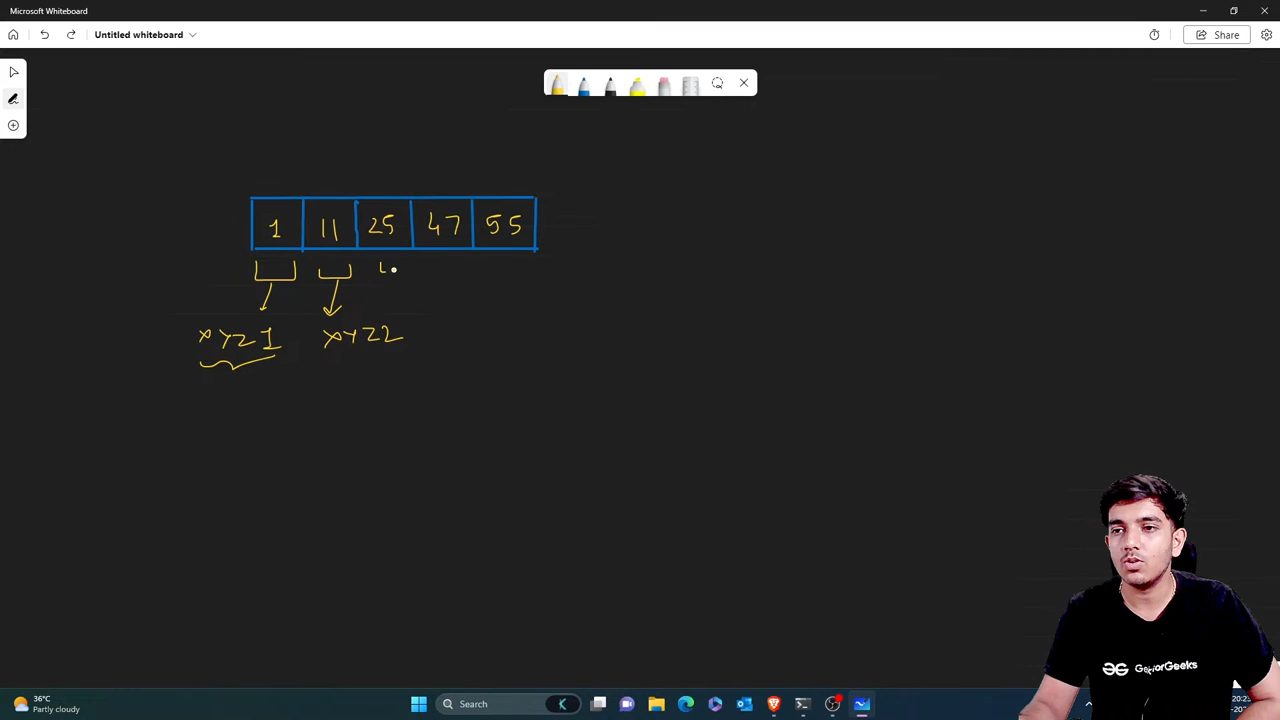 Microsoft Whiteboard
Untitled whiteboard
Share
1 11 25 47 55
XYZ1 XYZ2
GeeksforGeeks
36°C
Partly cloudy
Search